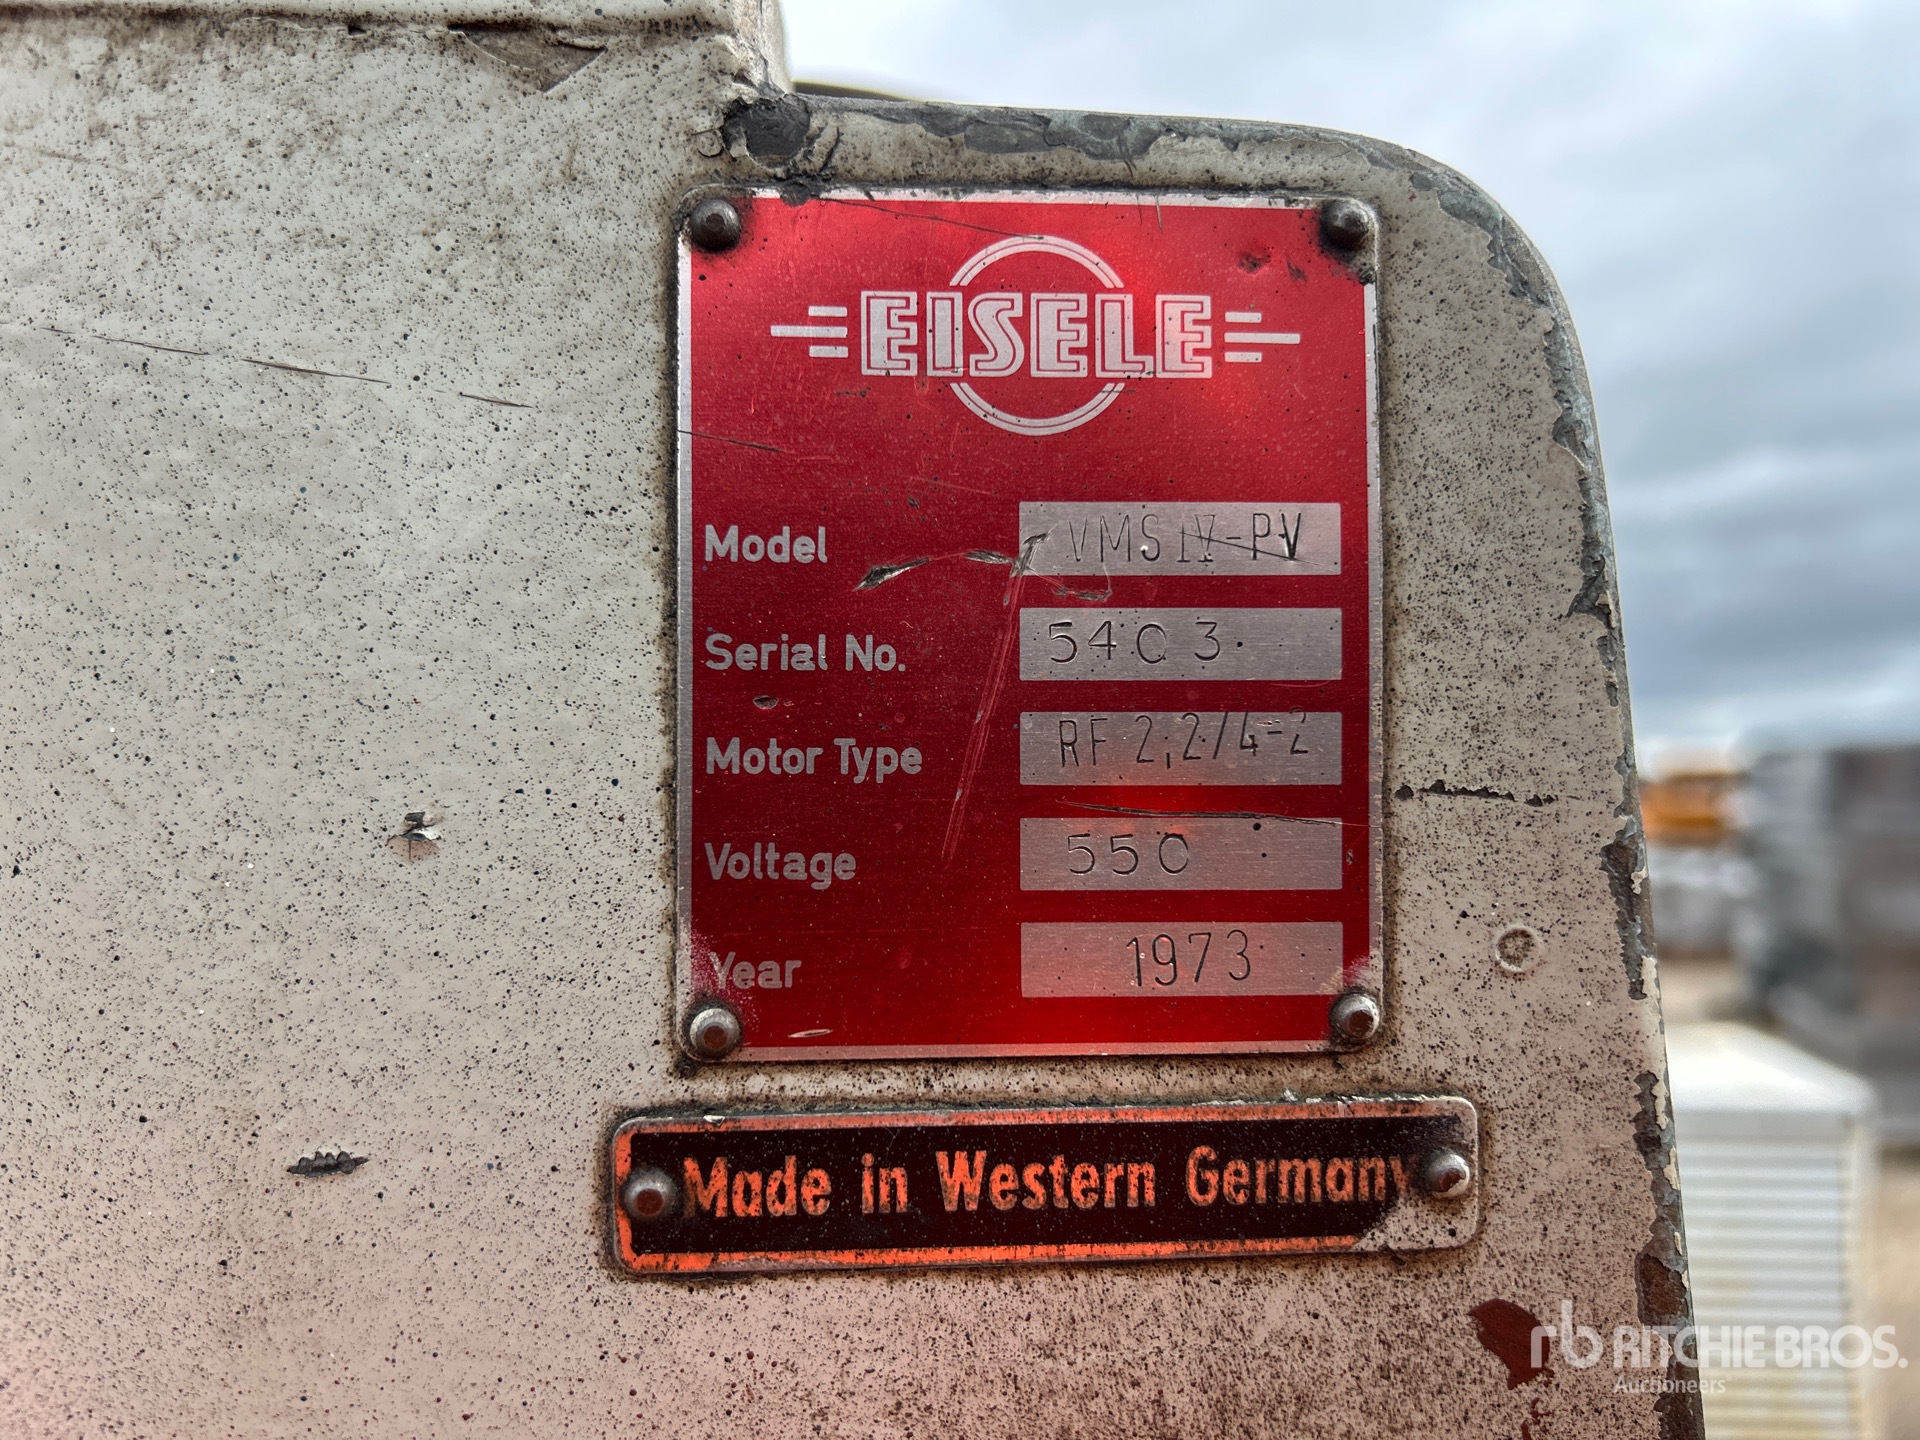 EISELE
Model VMS IV-PV
Serial No. 5403
Motor Type RF 2,2/4-2
Voltage 550
Year 1973
Made in Western Germany
rb RITCHIE BROS.
Auctioneers